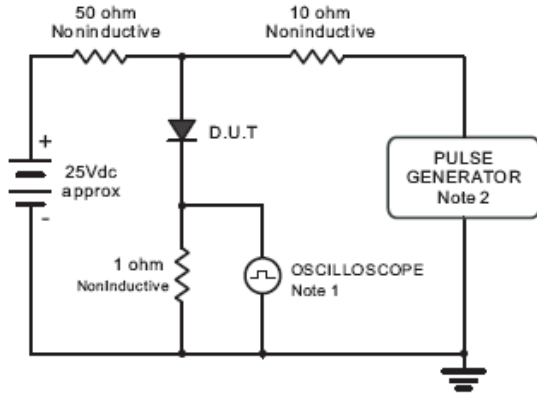 50 ohm
Noninductive
10 ohm
Noninductive
D.U.T
+
25Vdc
approx
-
PULSE
GENERATOR
Note 2
1 ohm
NonInductive
OSCILLOSCOPE
Note 1